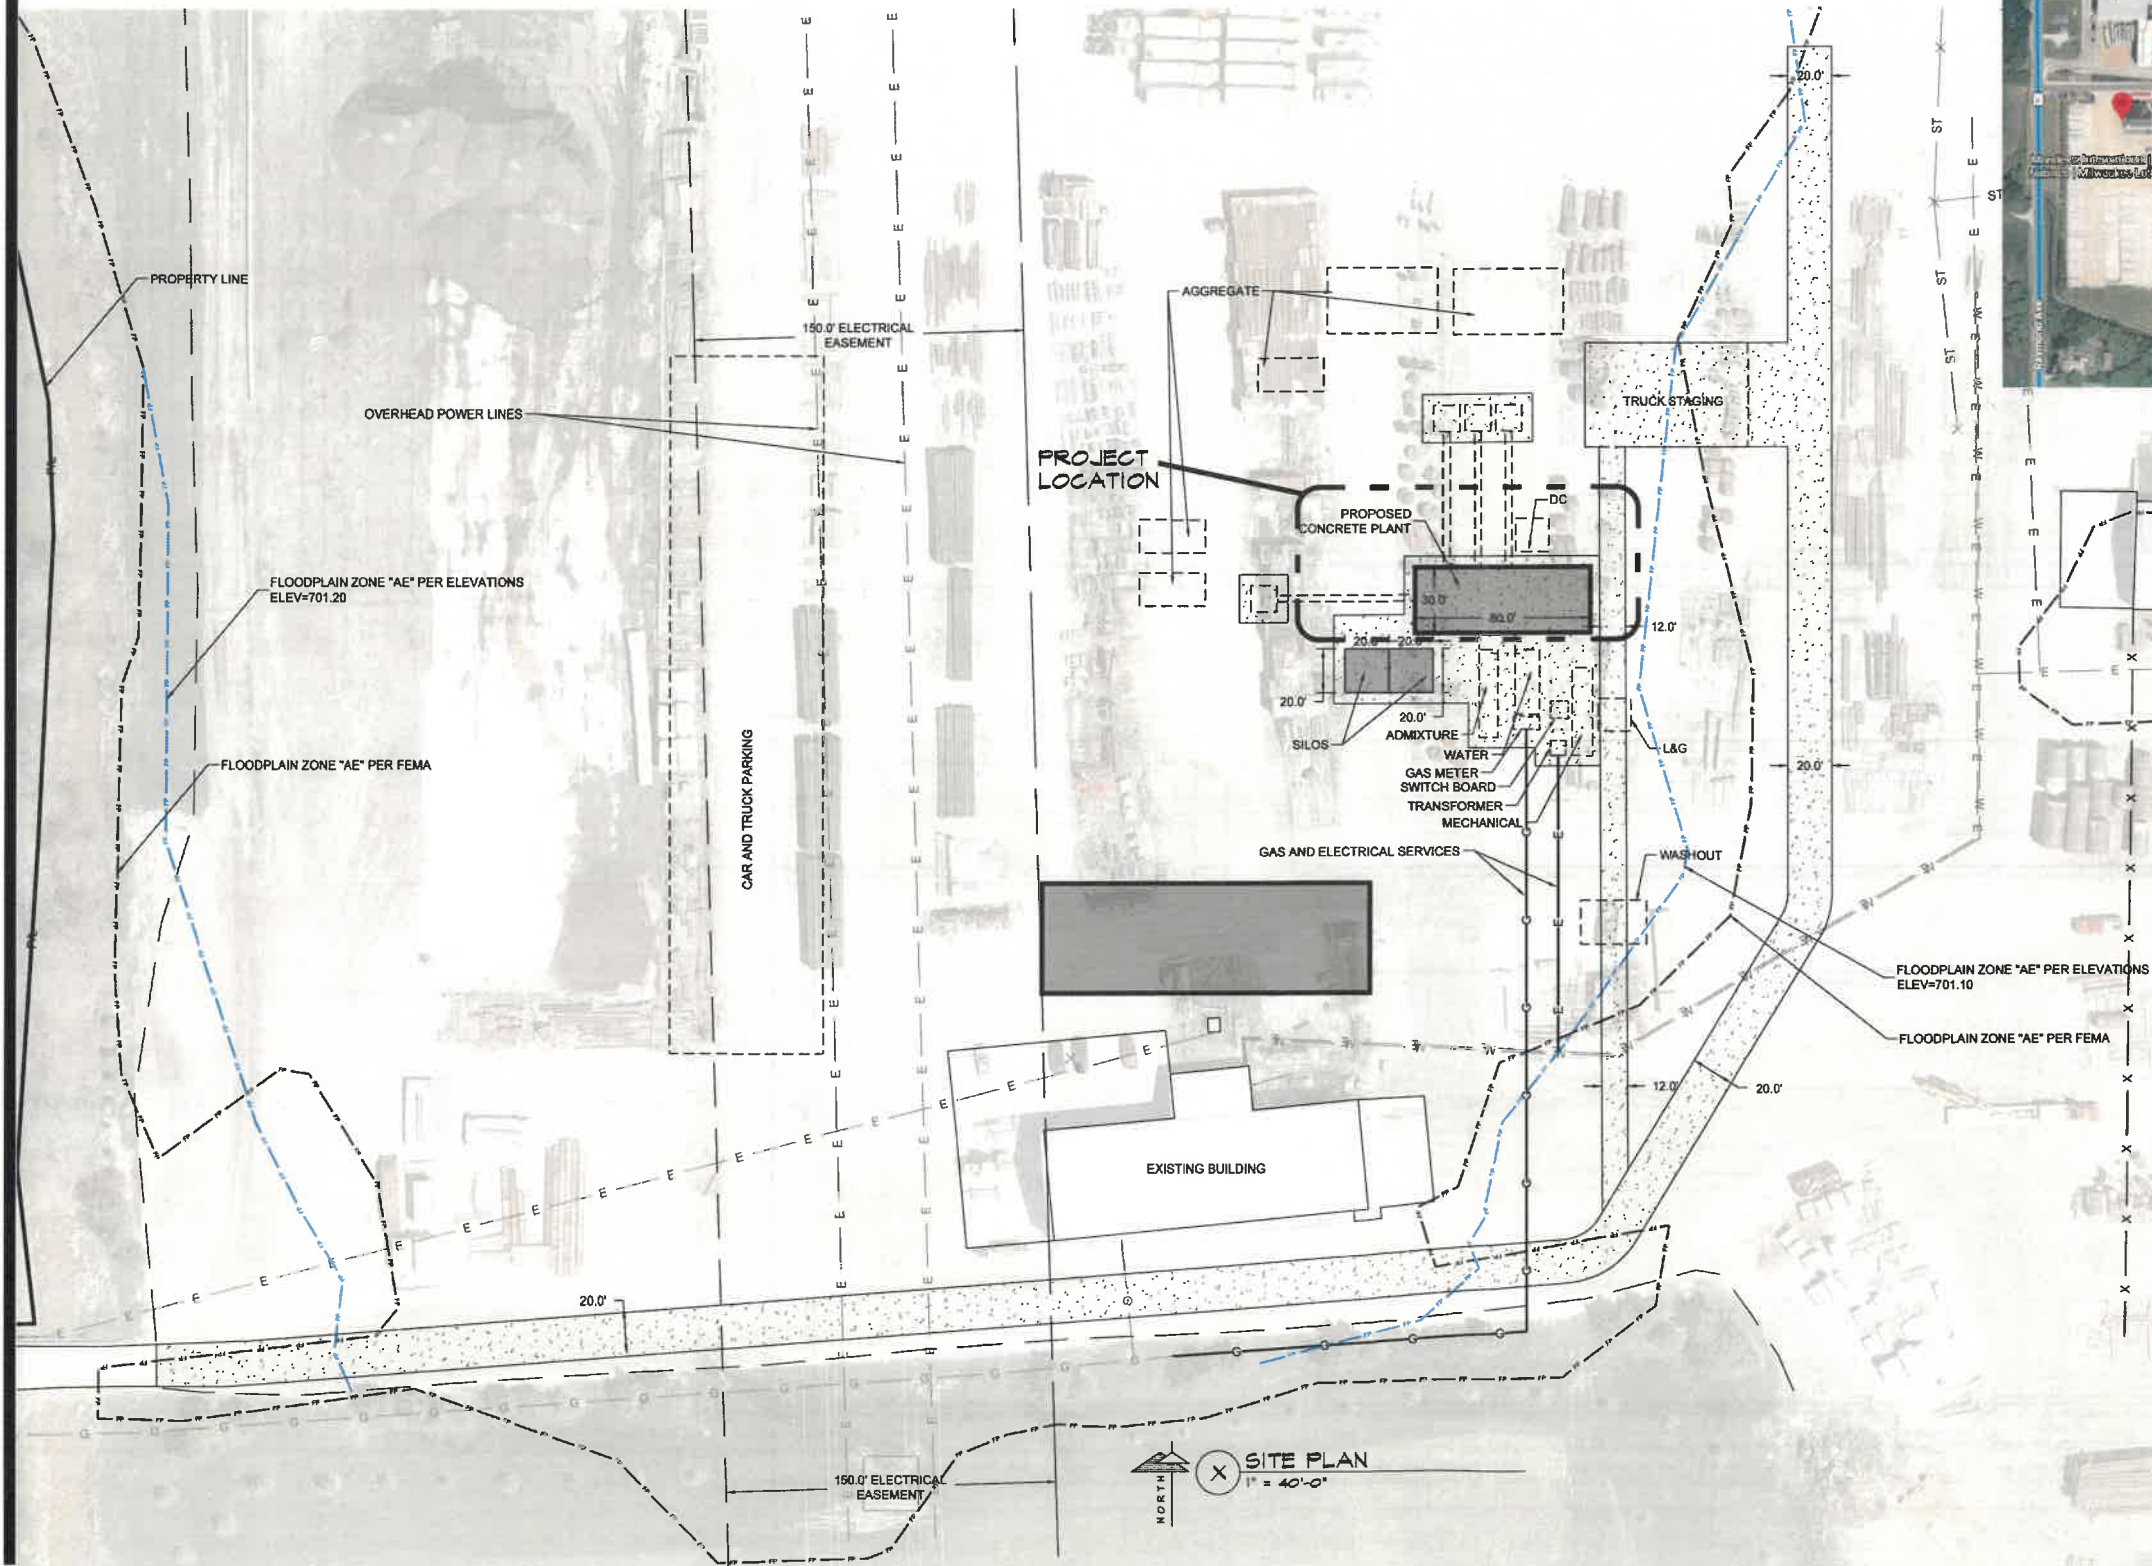 20.0'
ST
ST
ST
ST
PROPERTY LINE
AGGREGATE
150.0' ELECTRICAL
EASEMENT
OVERHEAD POWER LINES
TRUCK STAGING
PROJECT
LOCATION
DC
PROPOSED
CONCRETE PLANT
FLOODPLAIN ZONE "AE" PER ELEVATIONS
ELEV=701.20
30.0'
80.0'
12.0'
20.0'
20.0'
20.0'
20.0'
SILOS
ADMIXTURE
WATER
L&G
FLOODPLAIN ZONE "AE" PER FEMA
20.0'
GAS METER
SWITCH BOARD
TRANSFORMER
MECHANICAL
CAR AND TRUCK PARKING
GAS AND ELECTRICAL SERVICES
WASHOUT
FLOODPLAIN ZONE "AE" PER ELEVATIONS
ELEV=701.10
FLOODPLAIN ZONE "AE" PER FEMA
12.0'
20.0'
EXISTING BUILDING
20.0'
150.0' ELECTRICAL
EASEMENT
NORTH
X
SITE PLAN
1" = 40'-0"